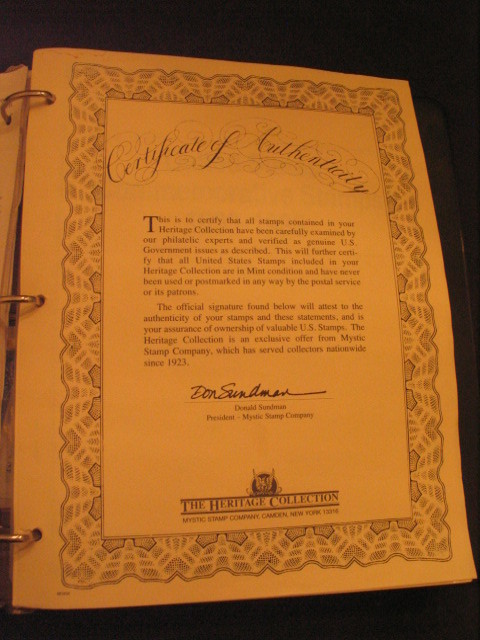 Certificate of Authenticity
This is to certify that all stamps contained in your
Heritage Collection have been carefully examined by
our philatelic experts and verified as genuine U.S.
Government issues as described. This will further certi-
fy that all United States Stamps included in your
Heritage Collection are in Mint condition and have never
been used or postmarked in any way by the postal service
or its patrons.
The official signature found below will attest to the
authenticity of your stamps and these statements, and is
your assurance of ownership of valuable U.S. Stamps. The
Heritage Collection is an exclusive offer from Mystic
Stamp Company, which has served collectors nationwide
since 1923.
Don Sundman
Donald Sundman
President - Mystic Stamp Company
THE HERITAGE COLLECTION
MYSTIC STAMP COMPANY, CAMDEN, NEW YORK 13316